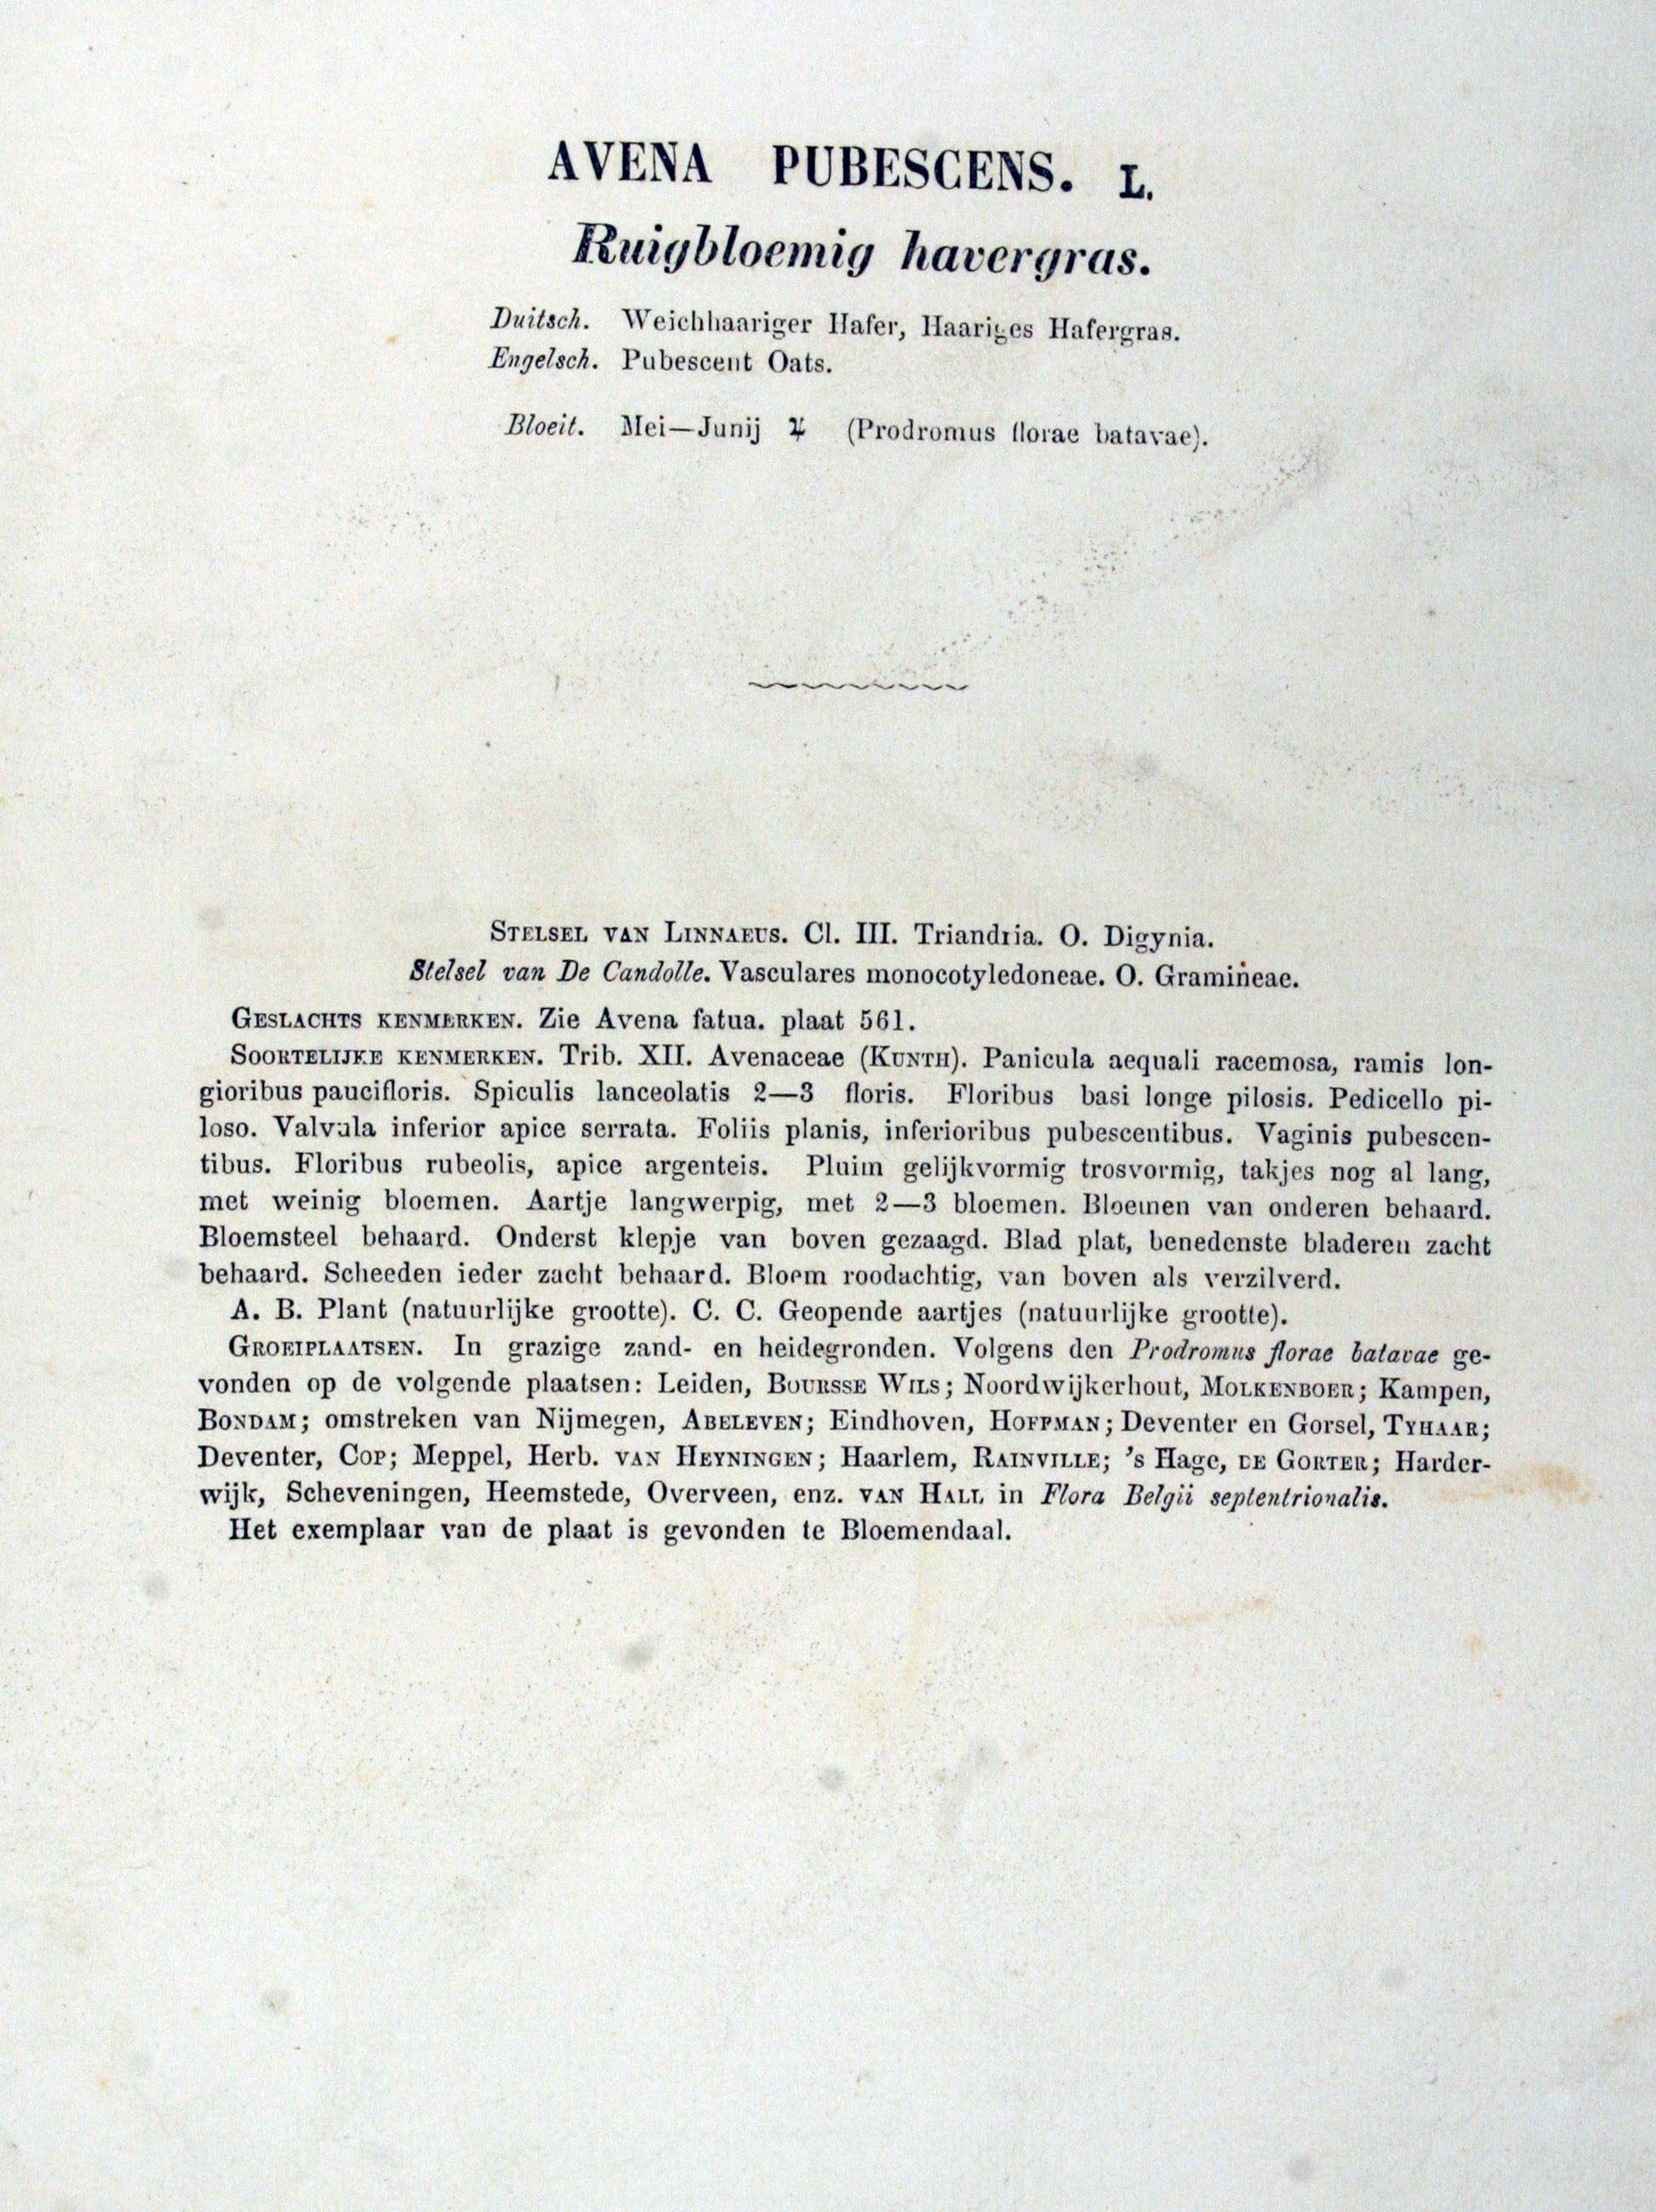 AVENA PUBESCENS. L.
Ruigbloemig havergras.
Duitsch. Weichhaariger Hafer, Haariges Hafergras.
Engelsch. Pubescent Oats.
Bloeit. Mei—Junij ♃ (Prodromus florae batavae).
STELSEL VAN LINNAEUS. Cl. III. Triandria. O. Digynia.
Stelsel van De Candolle. Vasculares monocotyledoneae. O. Gramineae.
GESLACHTS KENMERKEN. Zie Avena fatua. plaat 561.
SOORTELIJKE KENMERKEN. Trib. XII. Avenaceae (KUNTH). Panicula aequali racemosa, ramis lon-
gioribus paucifloris. Spiculis lanceolatis 2—3 floris. Floribus basi longe pilosis. Pedicello pi-
loso. Valvula inferior apice serrata. Foliis planis, inferioribus pubescentibus. Vaginis pubescen-
tibus. Floribus rubeolis, apice argenteis. Pluim gelijkvormig trosvormig, takjes nog al lang,
met weinig bloemen. Aartje langwerpig, met 2—3 bloemen. Bloemen van onderen behaard.
Bloemsteel behaard. Onderst klepje van boven gezaagd. Blad plat, benedenste bladeren zacht
behaard. Scheeden ieder zacht behaard. Bloem roodachtig, van boven als verzilverd.
A. B. Plant (natuurlijke grootte). C. C. Geopende aartjes (natuurlijke grootte).
GROEIPLAATSEN. In grazige zand- en heidegronden. Volgens den Prodromus florae batavae ge-
vonden op de volgende plaatsen: Leiden, BOURSSE WILS; Noordwijkerhout, MOLKENBOER; Kampen,
BONDAM; omstreken van Nijmegen, ABELEVEN; Eindhoven, HOFFMAN; Deventer en Gorsel, TYHAAR;
Deventer, COP; Meppel, Herb. VAN HEYNINGEN; Haarlem, RAINVILLE; 's Hage, DE GORTER; Harder-
wijk, Scheveningen, Heemstede, Overveen, enz. VAN HALL in Flora Belgii septentrionalis.
Het exemplaar van de plaat is gevonden te Bloemendaal.